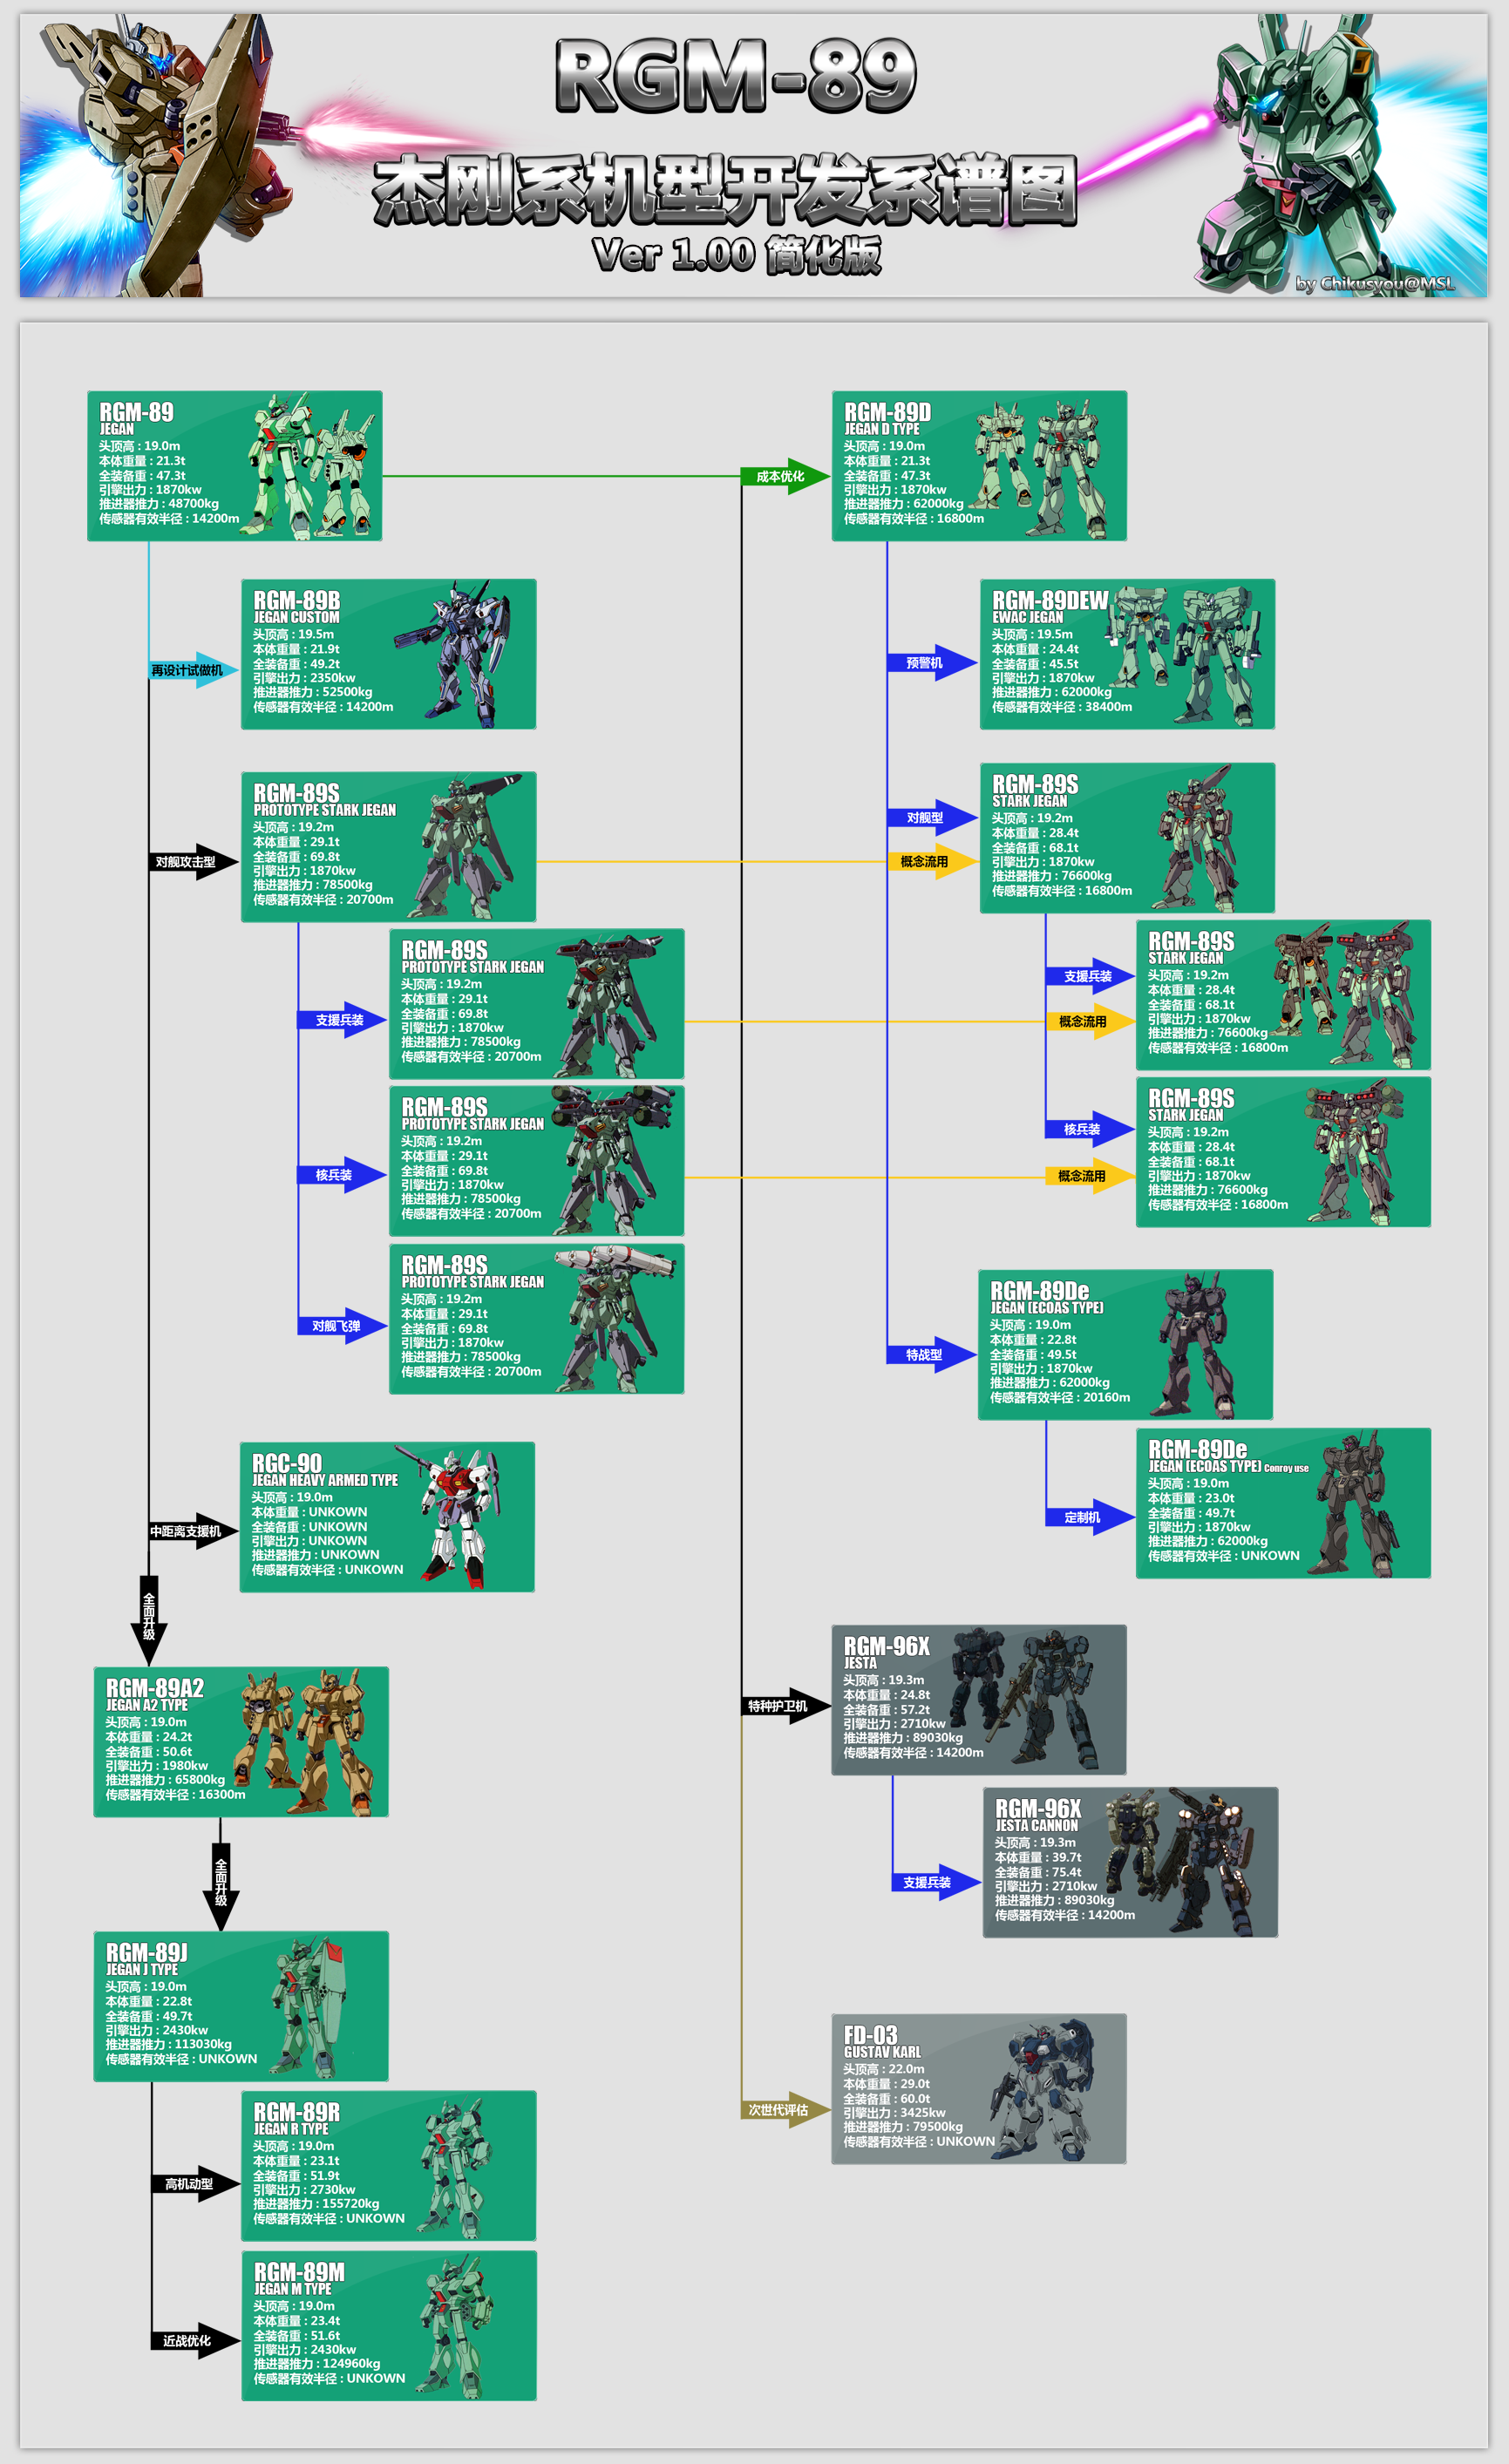 RGM-89
杰刚系机型开发系谱图
Ver 1.00 简化版
by Chikusyou@MSL
RGM-89
JEGAN
头顶高 : 19.0m
本体重量 : 21.3t
全装备重 : 47.3t
引擎出力 : 1870kw
推进器推力 : 48700kg
传感器有效半径 : 14200m
成本优化
RGM-89D
JEGAN D TYPE
头顶高 : 19.0m
本体重量 : 21.3t
全装备重 : 47.3t
引擎出力 : 1870kw
推进器推力 : 62000kg
传感器有效半径 : 16800m
再设计试做机
RGM-89B
JEGAN CUSTOM
头顶高 : 19.5m
本体重量 : 21.9t
全装备重 : 49.2t
引擎出力 : 2350kw
推进器推力 : 52500kg
传感器有效半径 : 14200m
预警机
RGM-89DEW
EWAC JEGAN
头顶高 : 19.5m
本体重量 : 24.4t
全装备重 : 45.5t
引擎出力 : 1870kw
推进器推力 : 62000kg
传感器有效半径 : 38400m
对舰攻击型
RGM-89S
PROTOTYPE STARK JEGAN
头顶高 : 19.2m
本体重量 : 29.1t
全装备重 : 69.8t
引擎出力 : 1870kw
推进器推力 : 78500kg
传感器有效半径 : 20700m
对舰型
概念流用
RGM-89S
STARK JEGAN
头顶高 : 19.2m
本体重量 : 28.4t
全装备重 : 68.1t
引擎出力 : 1870kw
推进器推力 : 76600kg
传感器有效半径 : 16800m
支援兵装
RGM-89S
PROTOTYPE STARK JEGAN
头顶高 : 19.2m
本体重量 : 29.1t
全装备重 : 69.8t
引擎出力 : 1870kw
推进器推力 : 78500kg
传感器有效半径 : 20700m
支援兵装
概念流用
RGM-89S
STARK JEGAN
头顶高 : 19.2m
本体重量 : 28.4t
全装备重 : 68.1t
引擎出力 : 1870kw
推进器推力 : 76600kg
传感器有效半径 : 16800m
核兵装
RGM-89S
PROTOTYPE STARK JEGAN
头顶高 : 19.2m
本体重量 : 29.1t
全装备重 : 69.8t
引擎出力 : 1870kw
推进器推力 : 78500kg
传感器有效半径 : 20700m
核兵装
概念流用
RGM-89S
STARK JEGAN
头顶高 : 19.2m
本体重量 : 28.4t
全装备重 : 68.1t
引擎出力 : 1870kw
推进器推力 : 76600kg
传感器有效半径 : 16800m
对舰飞弹
RGM-89S
PROTOTYPE STARK JEGAN
头顶高 : 19.2m
本体重量 : 29.1t
全装备重 : 69.8t
引擎出力 : 1870kw
推进器推力 : 78500kg
传感器有效半径 : 20700m
特战型
RGM-89De
JEGAN (ECOAS TYPE)
头顶高 : 19.0m
本体重量 : 22.8t
全装备重 : 49.5t
引擎出力 : 1870kw
推进器推力 : 62000kg
传感器有效半径 : 20160m
中距离支援机
RGC-90
JEGAN HEAVY ARMED TYPE
头顶高 : 19.0m
本体重量 : UNKOWN
全装备重 : UNKOWN
引擎出力 : UNKOWN
推进器推力 : UNKOWN
传感器有效半径 : UNKOWN
定制机
RGM-89De
JEGAN (ECOAS TYPE) Conroy use
头顶高 : 19.0m
本体重量 : 23.0t
全装备重 : 49.7t
引擎出力 : 1870kw
推进器推力 : 62000kg
传感器有效半径 : UNKOWN
全面升级
RGM-89A2
JEGAN A2 TYPE
头顶高 : 19.0m
本体重量 : 24.2t
全装备重 : 50.6t
引擎出力 : 1980kw
推进器推力 : 65800kg
传感器有效半径 : 16300m
特种护卫机
RGM-96X
JESTA
头顶高 : 19.3m
本体重量 : 24.8t
全装备重 : 57.2t
引擎出力 : 2710kw
推进器推力 : 89030kg
传感器有效半径 : 14200m
支援兵装
RGM-96X
JESTA CANNON
头顶高 : 19.3m
本体重量 : 39.7t
全装备重 : 75.4t
引擎出力 : 2710kw
推进器推力 : 89030kg
传感器有效半径 : 14200m
全面升级
RGM-89J
JEGAN J TYPE
头顶高 : 19.0m
本体重量 : 22.8t
全装备重 : 49.7t
引擎出力 : 2430kw
推进器推力 : 113030kg
传感器有效半径 : UNKOWN
次世代评估
FD-03
GUSTAV KARL
头顶高 : 22.0m
本体重量 : 29.0t
全装备重 : 60.0t
引擎出力 : 3425kw
推进器推力 : 79500kg
传感器有效半径 : UNKOWN
高机动型
RGM-89R
JEGAN R TYPE
头顶高 : 19.0m
本体重量 : 23.1t
全装备重 : 51.9t
引擎出力 : 2730kw
推进器推力 : 155720kg
传感器有效半径 : UNKOWN
近战优化
RGM-89M
JEGAN M TYPE
头顶高 : 19.0m
本体重量 : 23.4t
全装备重 : 51.6t
引擎出力 : 2430kw
推进器推力 : 124960kg
传感器有效半径 : UNKOWN